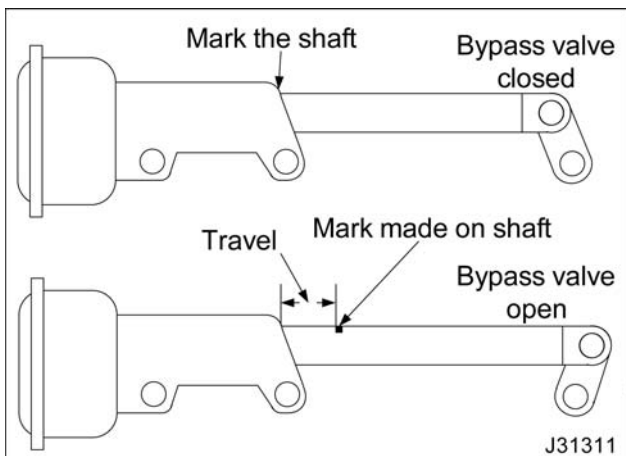 Mark the shaft
Bypass valve
closed
Travel
Mark made on shaft
Bypass valve
open
J31311